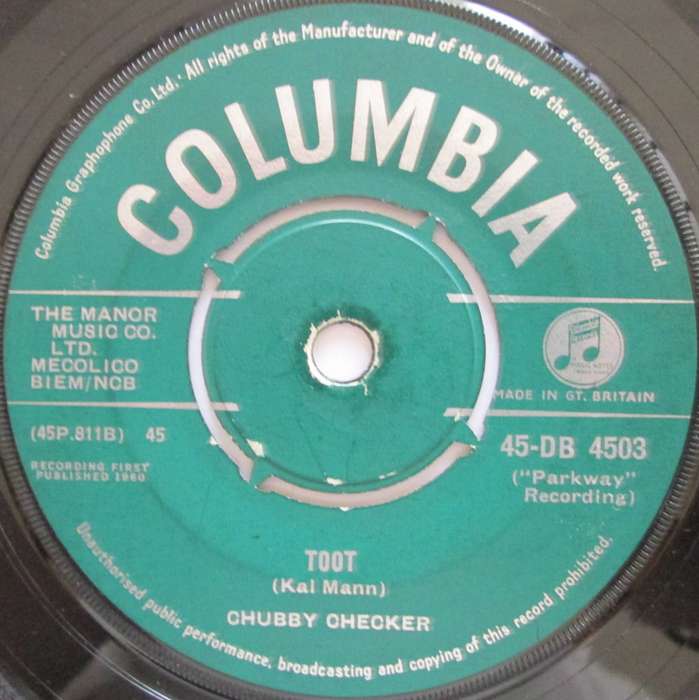 Columbia Graphophone Co. Ltd. · All rights of the Manufacturer and of the Owner of the recorded work reserved.
COLUMBIA
THE MANOR
MUSIC CO.
LTD.
MECOLICO
BIEM/NCB
MADE IN GT. BRITAIN
(45P.811B) 45
45-DB 4503
RECORDING FIRST
PUBLISHED 1960
("Parkway"
Recording)
TOOT
(Kal Mann)
CHUBBY CHECKER
Unauthorised public performance, broadcasting and copying of this record prohibited.